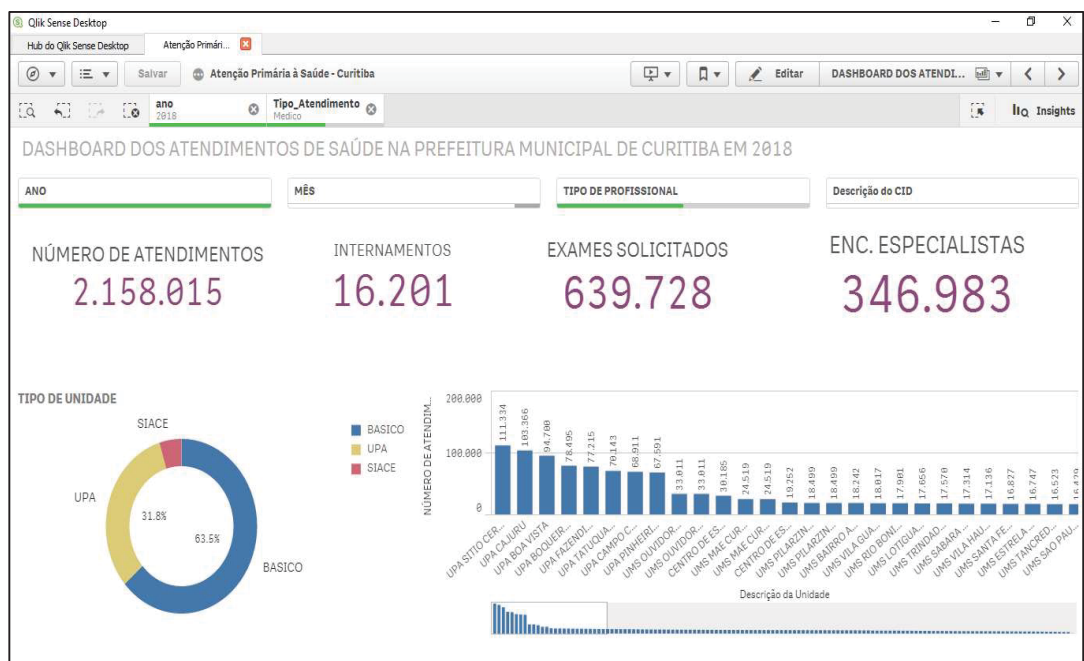 Qlik Sense Desktop
Hub do Qlik Sense Desktop
Atenção Primári...
Salvar
Atenção Primária à Saúde - Curitiba
Editar
DASHBOARD DOS ATENDI...
ano
2018
Tipo_Atendimento
Medico
Insights
DASHBOARD DOS ATENDIMENTOS DE SAÚDE NA PREFEITURA MUNICIPAL DE CURITIBA EM 2018
ANO
MÊS
TIPO DE PROFISSIONAL
Descrição do CID
NÚMERO DE ATENDIMENTOS
2.158.015
INTERNAMENTOS
16.201
EXAMES SOLICITADOS
639.728
ENC. ESPECIALISTAS
346.983
TIPO DE UNIDADE
SIACE
UPA
31.8%
63.5%
BASICO
BASICO
UPA
SIACE
NÚMERO DE ATENDIM...
200.000
100.000
0
111.334
103.366
94.700
78.495
77.215
70.143
68.911
67.591
33.011
33.011
30.185
24.519
24.519
19.252
18.499
18.499
18.242
18.017
17.901
17.656
17.570
17.314
17.136
16.827
16.747
16.523
16.429
UPA SITIO CER...
UPA CAJURU
UPA BOA VISTA
UPA BOQUEIR...
UPA FAZENDI...
UPA TATUQUA...
UPA CAMPO C...
UPA PINHEIRI...
UMS OUVIDOR...
UMS OUVIDOR...
CENTRO DE ES...
UMS MAE CUR...
UMS MAE CUR...
CENTRO DE ES...
UMS PILARZIN...
UMS PILARZIN...
UMS BAIRRO A...
UMS VILA GUA...
UMS RIO BONI...
UMS LOTIGUA...
UMS TRINDAD...
UMS SABARA ...
UMS VILA HAU...
UMS SANTA FE...
UMS ESTRELA ...
UMS TANCRED...
UMS SAO PAU...
Descrição da Unidade